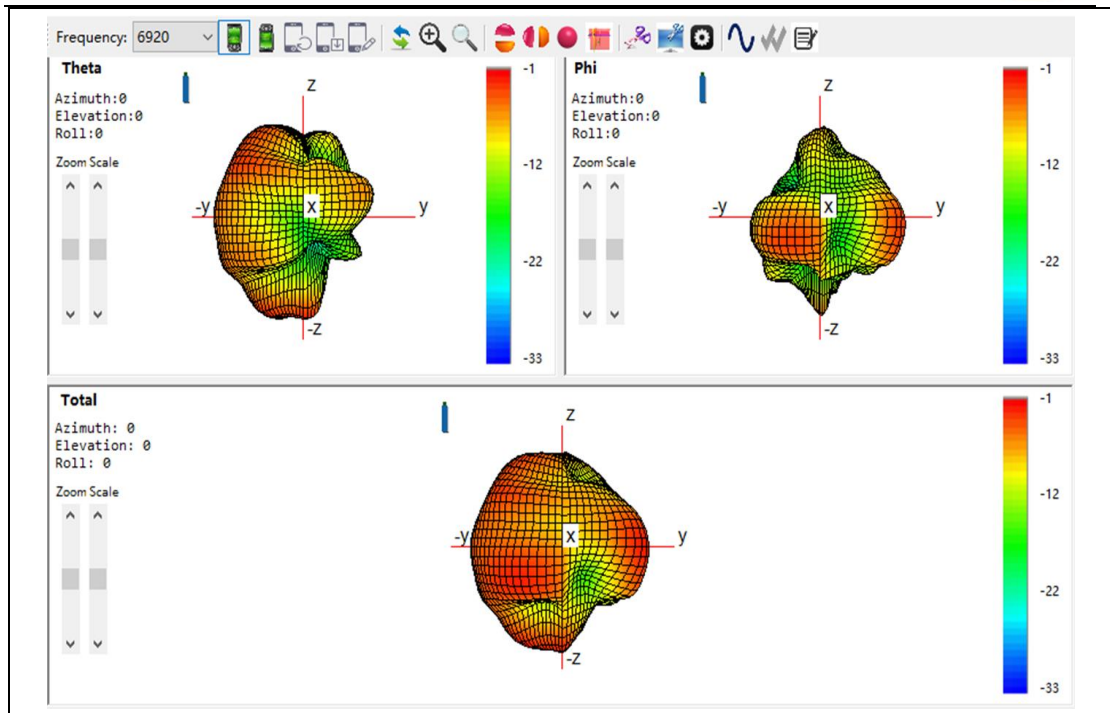 Frequency: 6920
Theta
Azimuth:0
Elevation:0
Roll:0
Zoom Scale
z
-y
x
y
-z
-1
-12
-22
-33
Phi
Azimuth:0
Elevation:0
Roll:0
Zoom Scale
z
-y
x
y
-z
-1
-12
-22
-33
Total
Azimuth: 0
Elevation: 0
Roll: 0
Zoom Scale
z
-y
x
y
-z
-1
-12
-22
-33